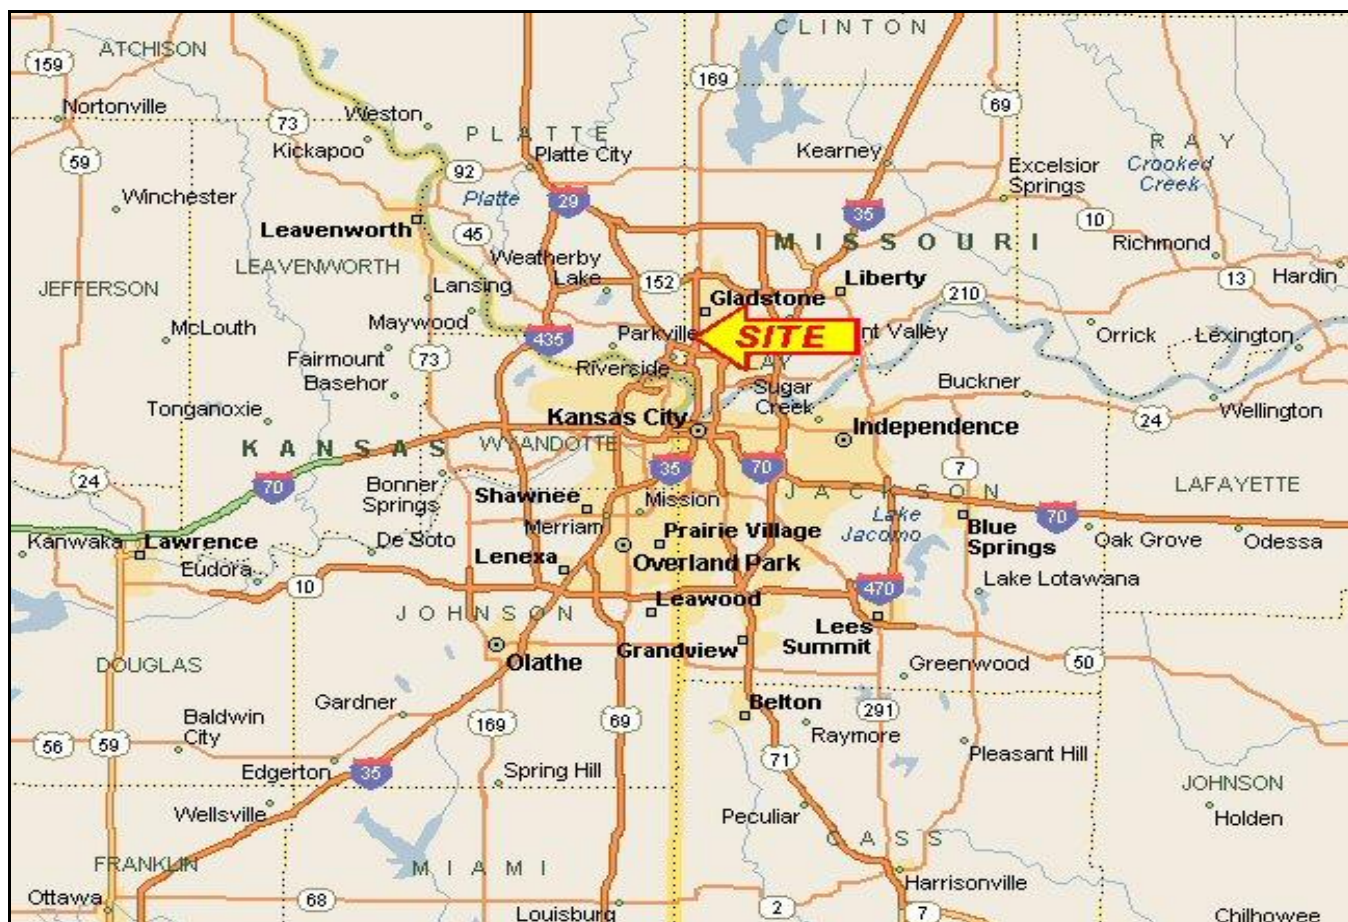 CLINTON
ATCHISON
159
169
69
Nortonville
Weston
73
PLATTE
RAY
Kickapoo
Platte City
Kearney
Excelsior
Springs
Crooked
Creek
59
92
Winchester
Platte
29
35
10
Leavenworth
45
MISSOURI
Richmond
Weatherby
Lake
LEAVENWORTH
13
Hardin
JEFFERSON
Lansing
152
Liberty
210
Gladstone
Maywood
McLouth
435
Parkville
SITE
nt Valley
Orrick
Lexington
Fairmount
73
Riverside
AY
Basehor
Sugar
Creek
Buckner
Tonganoxie
Kansas City
24
Wellington
KANSAS
WYANDOTTE
Independence
24
70
Bonner
Springs
35
70
7
Shawnee
Mission
JACKSON
LAFAYETTE
Merriam
Lake
Jacomo
70
Kanwaka
Lawrence
De Soto
Prairie Village
Blue
Springs
Oak Grove
Odessa
Eudora
Lenexa
Overland Park
10
470
Lake Lotawana
JOHNSON
Leawood
Lees
Summit
Olathe
Grandview
DOUGLAS
Greenwood
50
Gardner
Belton
Baldwin
City
169
69
291
Raymore
56
59
71
Pleasant Hill
Edgerton
35
Spring Hill
JOHNSON
Wellsville
Peculiar
Holden
CASS
FRANKLIN
MIAMI
Harrisonville
Ottawa
68
Louisburg
2
7
Chilhowee